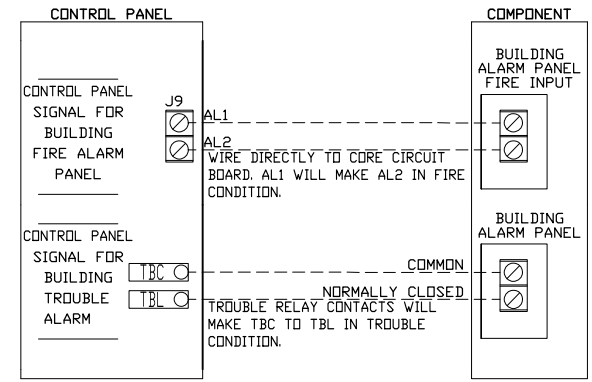 CONTROL PANEL
COMPONENT
CONTROL PANEL
SIGNAL FOR
BUILDING
FIRE ALARM
PANEL
J9
AL1
AL2
WIRE DIRECTLY TO CORE CIRCUIT
BOARD. AL1 WILL MAKE AL2 IN FIRE
CONDITION.
BUILDING
ALARM PANEL
FIRE INPUT
CONTROL PANEL
SIGNAL FOR
BUILDING
TROUBLE
ALARM
TBC
TBL
COMMON
NORMALLY CLOSED
TROUBLE RELAY CONTACTS WILL
MAKE TBC TO TBL IN TROUBLE
CONDITION.
BUILDING
ALARM PANEL